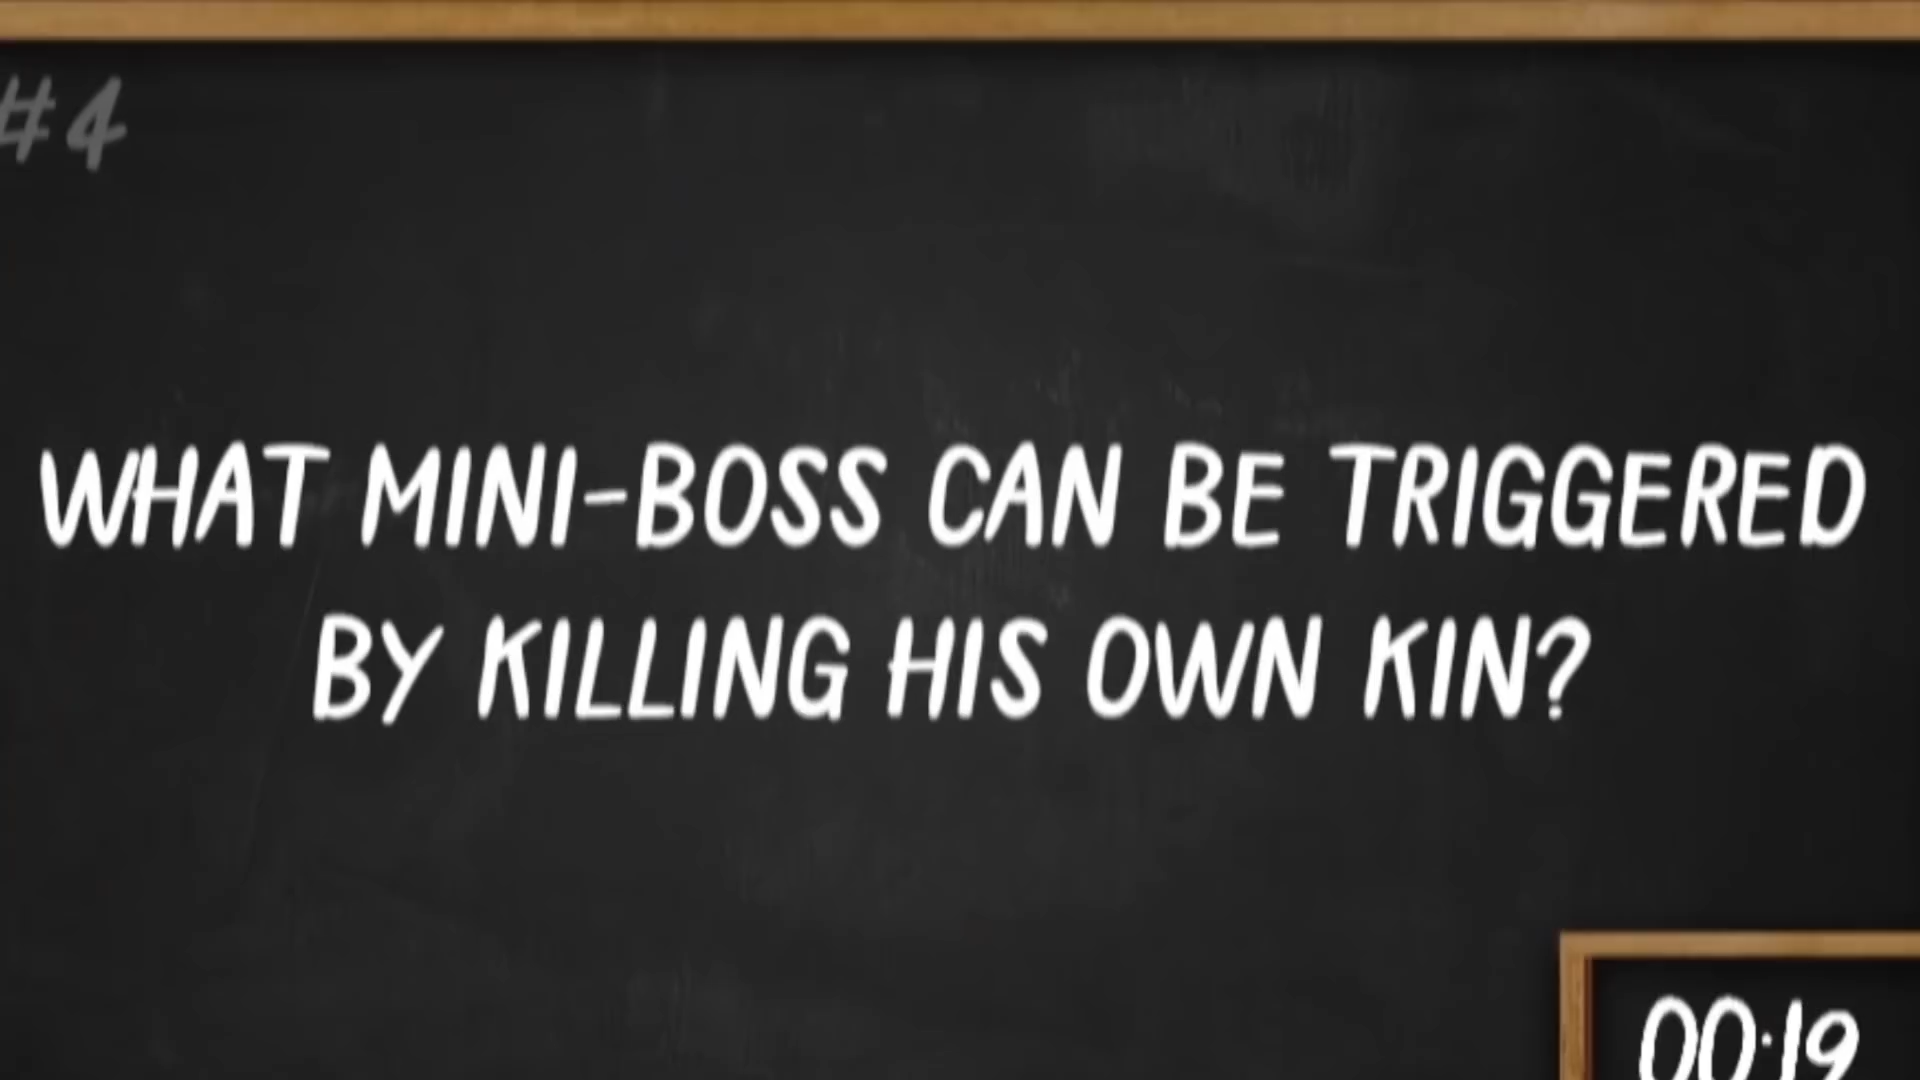 #4
WHAT MINI-BOSS CAN BE TRIGGERED
BY KILLING HIS OWN KIN?
00:19